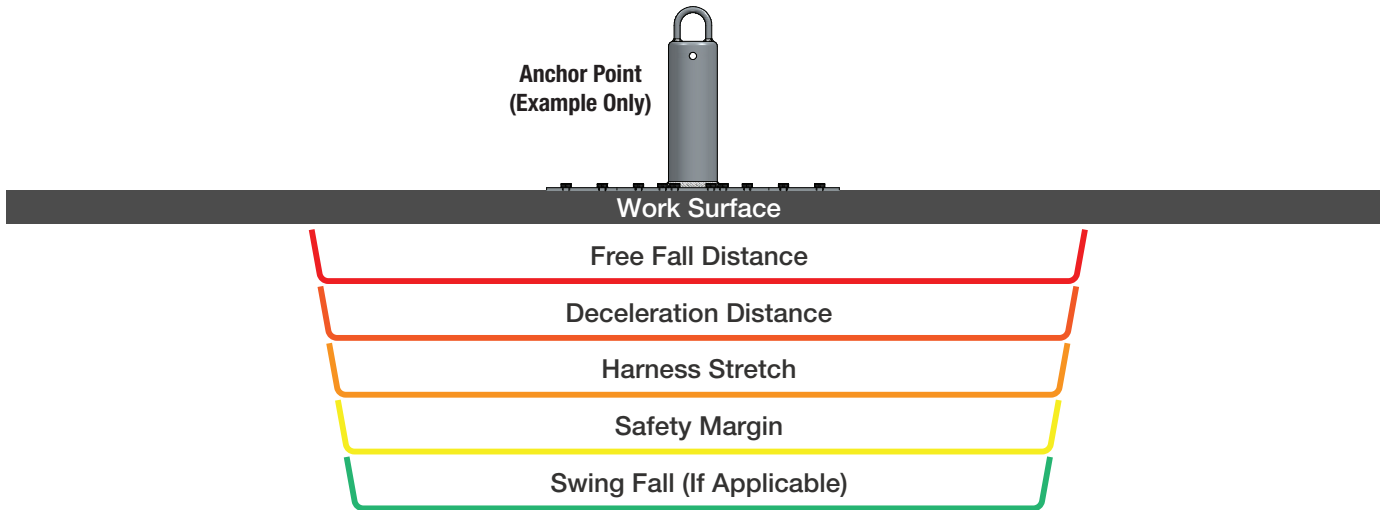 Anchor Point
(Example Only)
Work Surface
Free Fall Distance
Deceleration Distance
Harness Stretch
Safety Margin
Swing Fall (If Applicable)